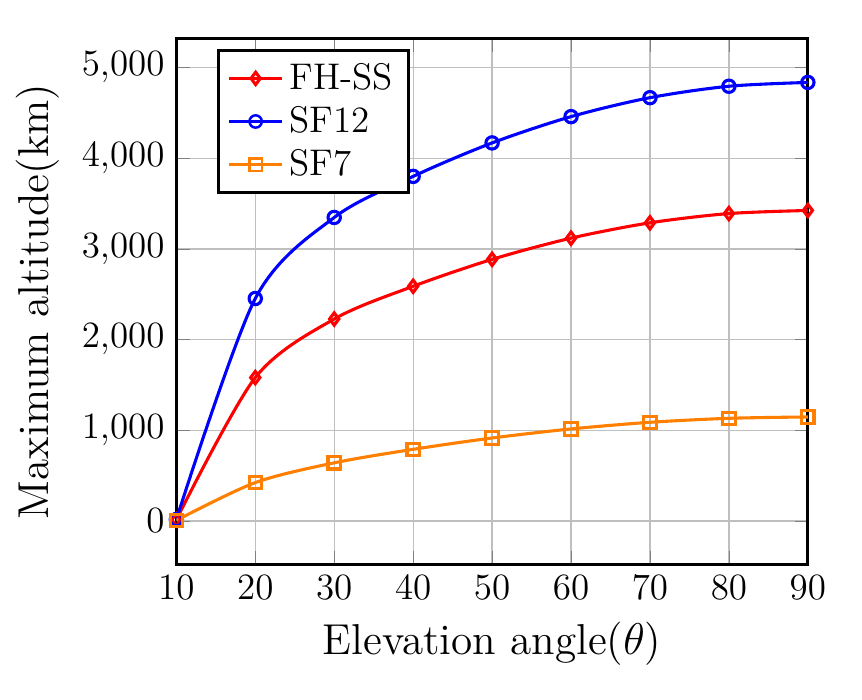 Maximum altitude(km)
5,000
4,000
3,000
2,000
1,000
0
FH-SS
SF12
SF7
10 20 30 40 50 60 70 80 90
Elevation angle(θ)